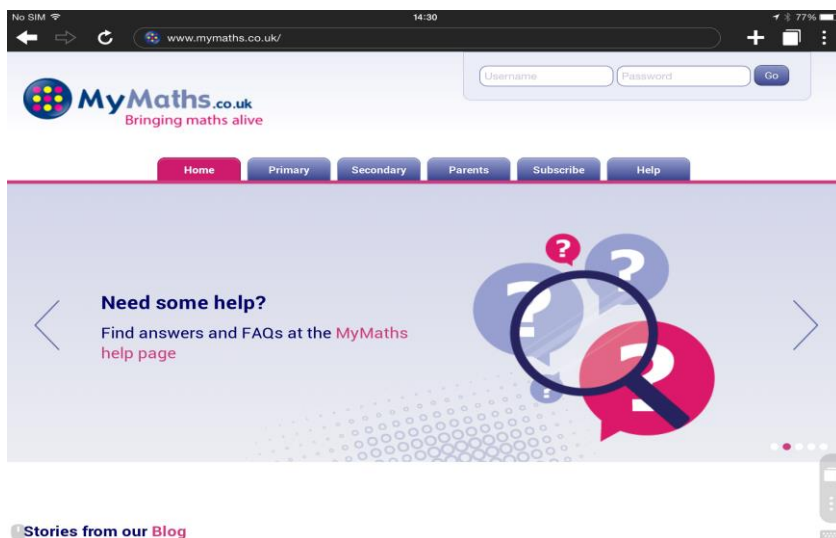 No SIM 14:30 77%
www.mymaths.co.uk/
Username Password Go
MyMaths.co.uk
Bringing maths alive
Home Primary Secondary Parents Subscribe Help
? ? ? ? ?
Need some help?
Find answers and FAQs at the MyMaths
help page
Stories from our Blog